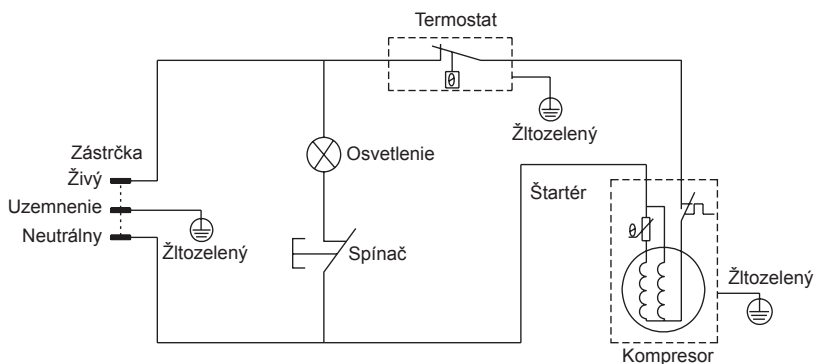 Termostat
Žltozelený
Zástrčka
Živý
Osvetlenie
Uzemnenie
Štartér
Neutrálny
Žltozelený
Spínač
Žltozelený
Kompresor